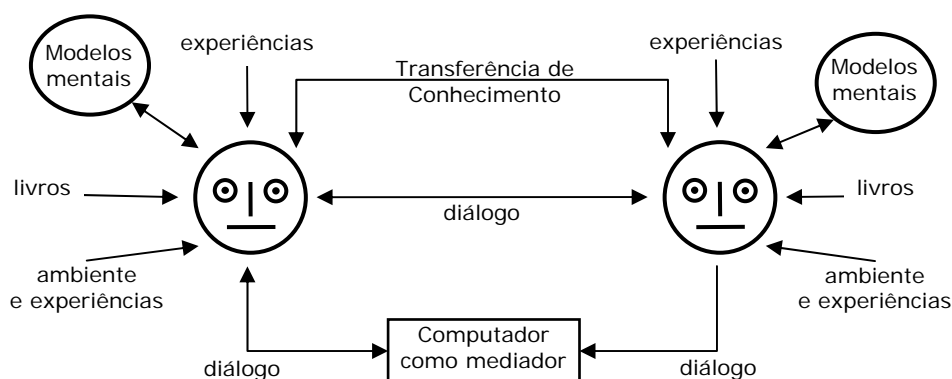 Modelos
mentais
experiências
Transferência de
Conhecimento
experiências
Modelos
mentais
livros
diálogo
livros
ambiente
e experiências
ambiente
e experiências
Computador
como mediador
diálogo
diálogo